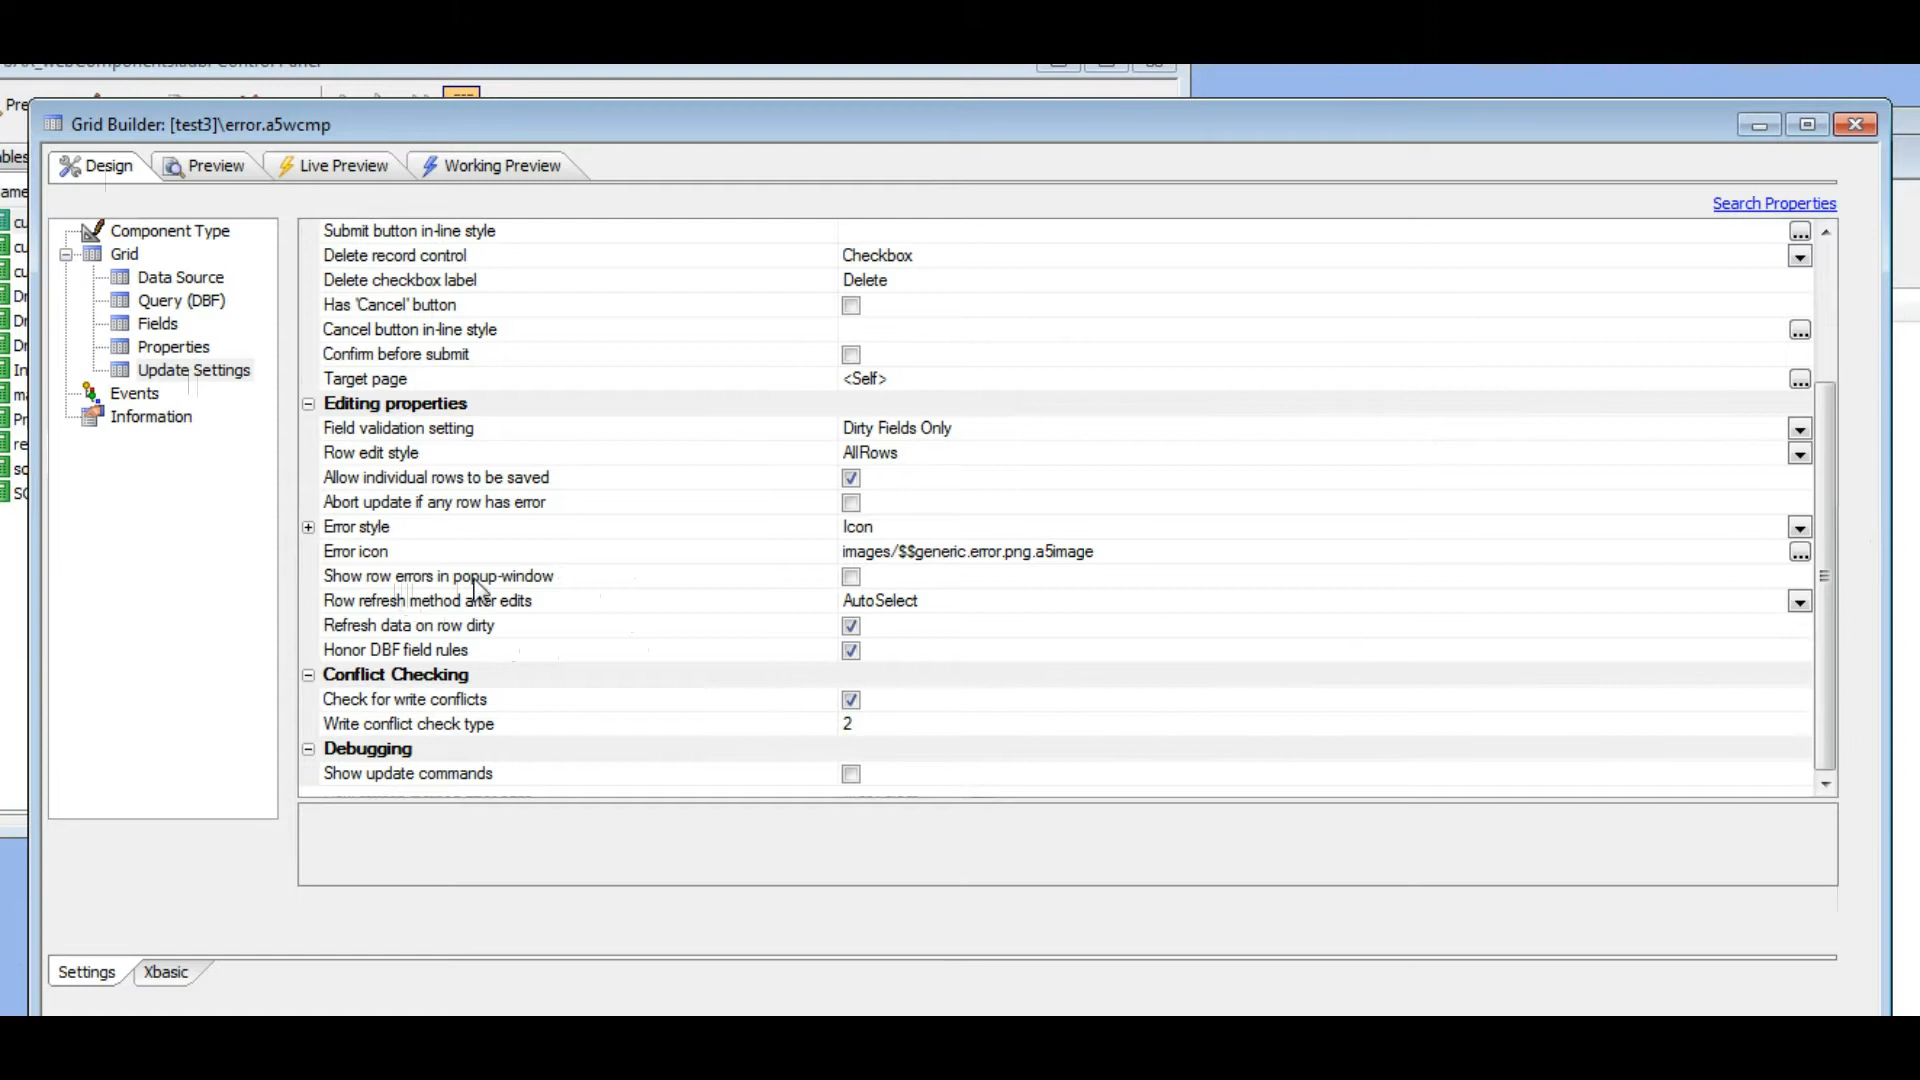 Grid Builder: [test3]\error.a5wcmp
Design
Preview
Live Preview
Working Preview
Search Properties
Component Type
Grid
Data Source
Query (DBF)
Fields
Properties
Update Settings
Events
Information
Submit button in-line style
Delete record control Checkbox
Delete checkbox label Delete
Has 'Cancel' button
Cancel button in-line style
Confirm before submit
Target page <Self>
Editing properties
Field validation setting Dirty Fields Only
Row edit style AllRows
Allow individual rows to be saved
Abort update if any row has error
Error style Icon
Error icon images/$$generic.error.png.a5image
Show row errors in popup-window
Row refresh method after edits AutoSelect
Refresh data on row dirty
Honor DBF field rules
Conflict Checking
Check for write conflicts
Write conflict check type 2
Debugging
Show update commands
Settings
Xbasic